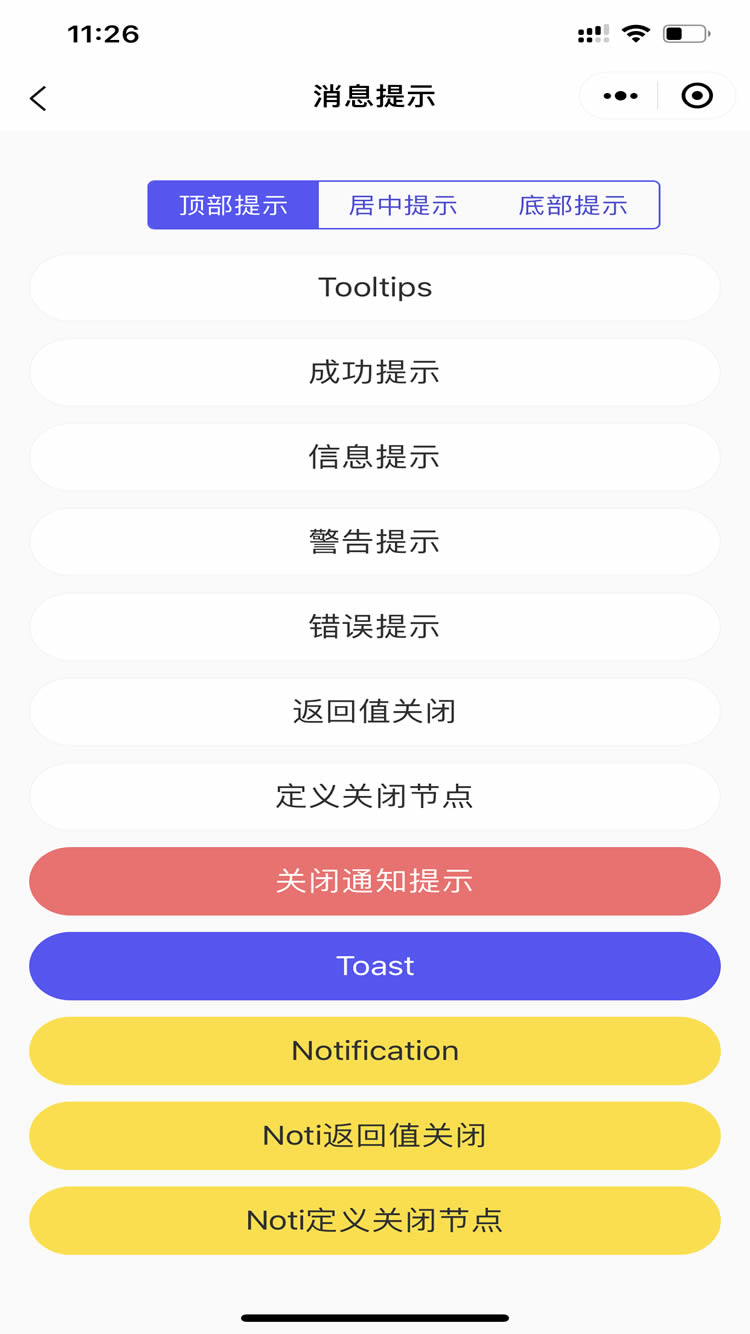 11:26
消息提示
顶部提示 居中提示 底部提示
Tooltips
成功提示
信息提示
警告提示
错误提示
返回值关闭
定义关闭节点
关闭通知提示
Toast
Notification
Noti返回值关闭
Noti定义关闭节点